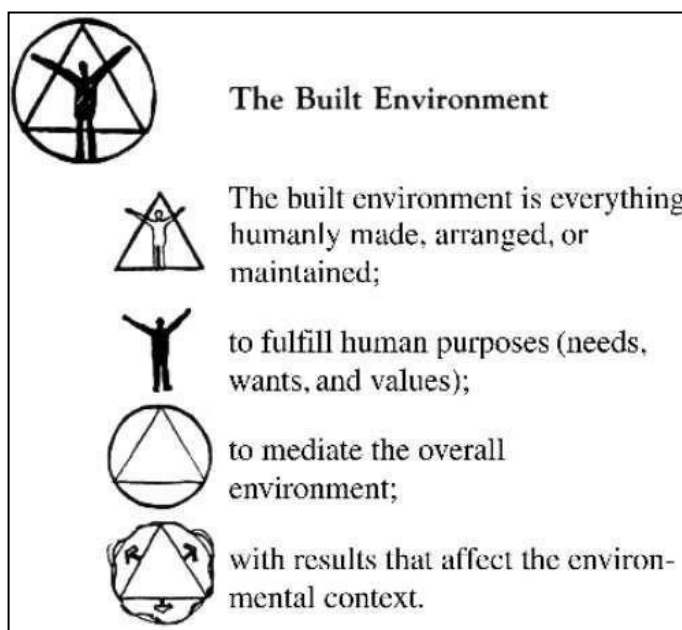 The Built Environment
The built environment is everything
humanly made, arranged, or
maintained;
to fulfill human purposes (needs,
wants, and values);
to mediate the overall
environment;
with results that affect the environ-
mental context.